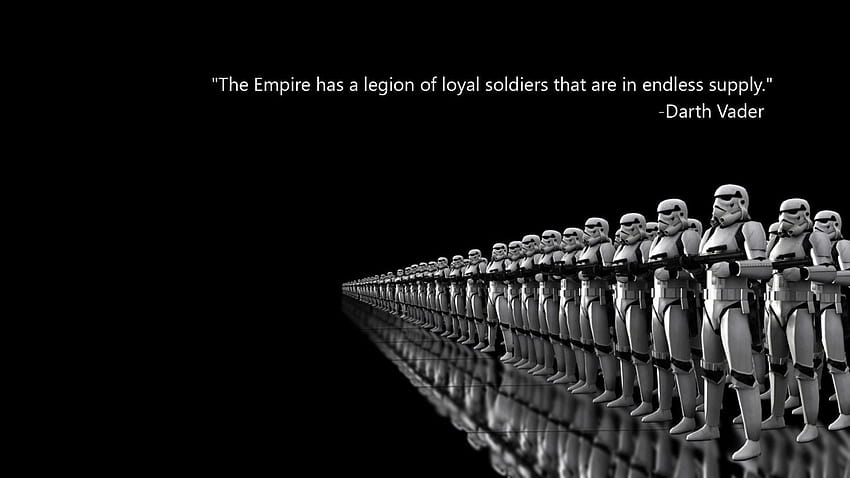 "The Empire has a legion of loyal soldiers that are in endless supply."
-Darth Vader